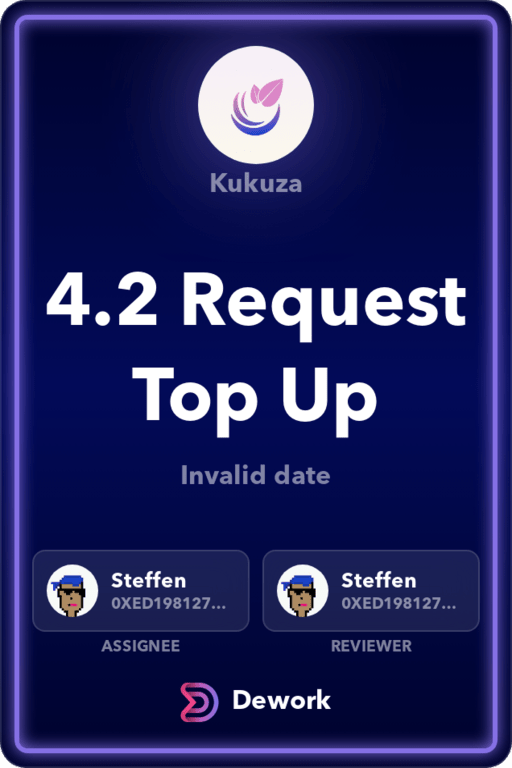 Kukuza
4.2 Request
Top Up
Invalid date
Steffen
0XED198127...
ASSIGNEE
Steffen
0XED198127...
REVIEWER
Dework